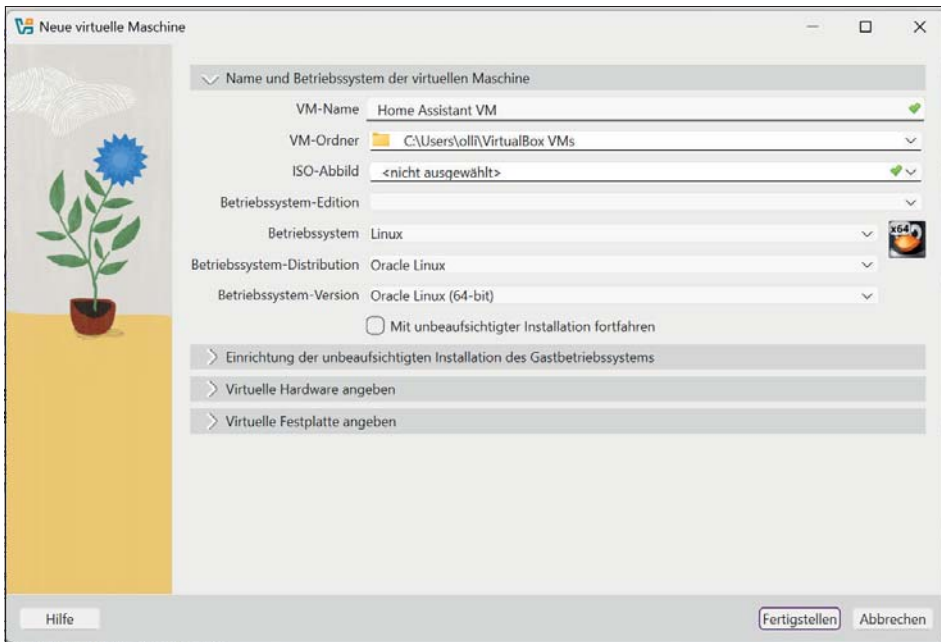 Neue virtuelle Maschine
Name und Betriebssystem der virtuellen Maschine
VM-Name Home Assistant VM
VM-Ordner C:\Users\olli\VirtualBox VMs
ISO-Abbild <nicht ausgewählt>
Betriebssystem-Edition
Betriebssystem Linux x64
Betriebssystem-Distribution Oracle Linux
Betriebssystem-Version Oracle Linux (64-bit)
Mit unbeaufsichtigter Installation fortfahren
Einrichtung der unbeaufsichtigten Installation des Gastbetriebssystems
Virtuelle Hardware angeben
Virtuelle Festplatte angeben
Hilfe Fertigstellen Abbrechen